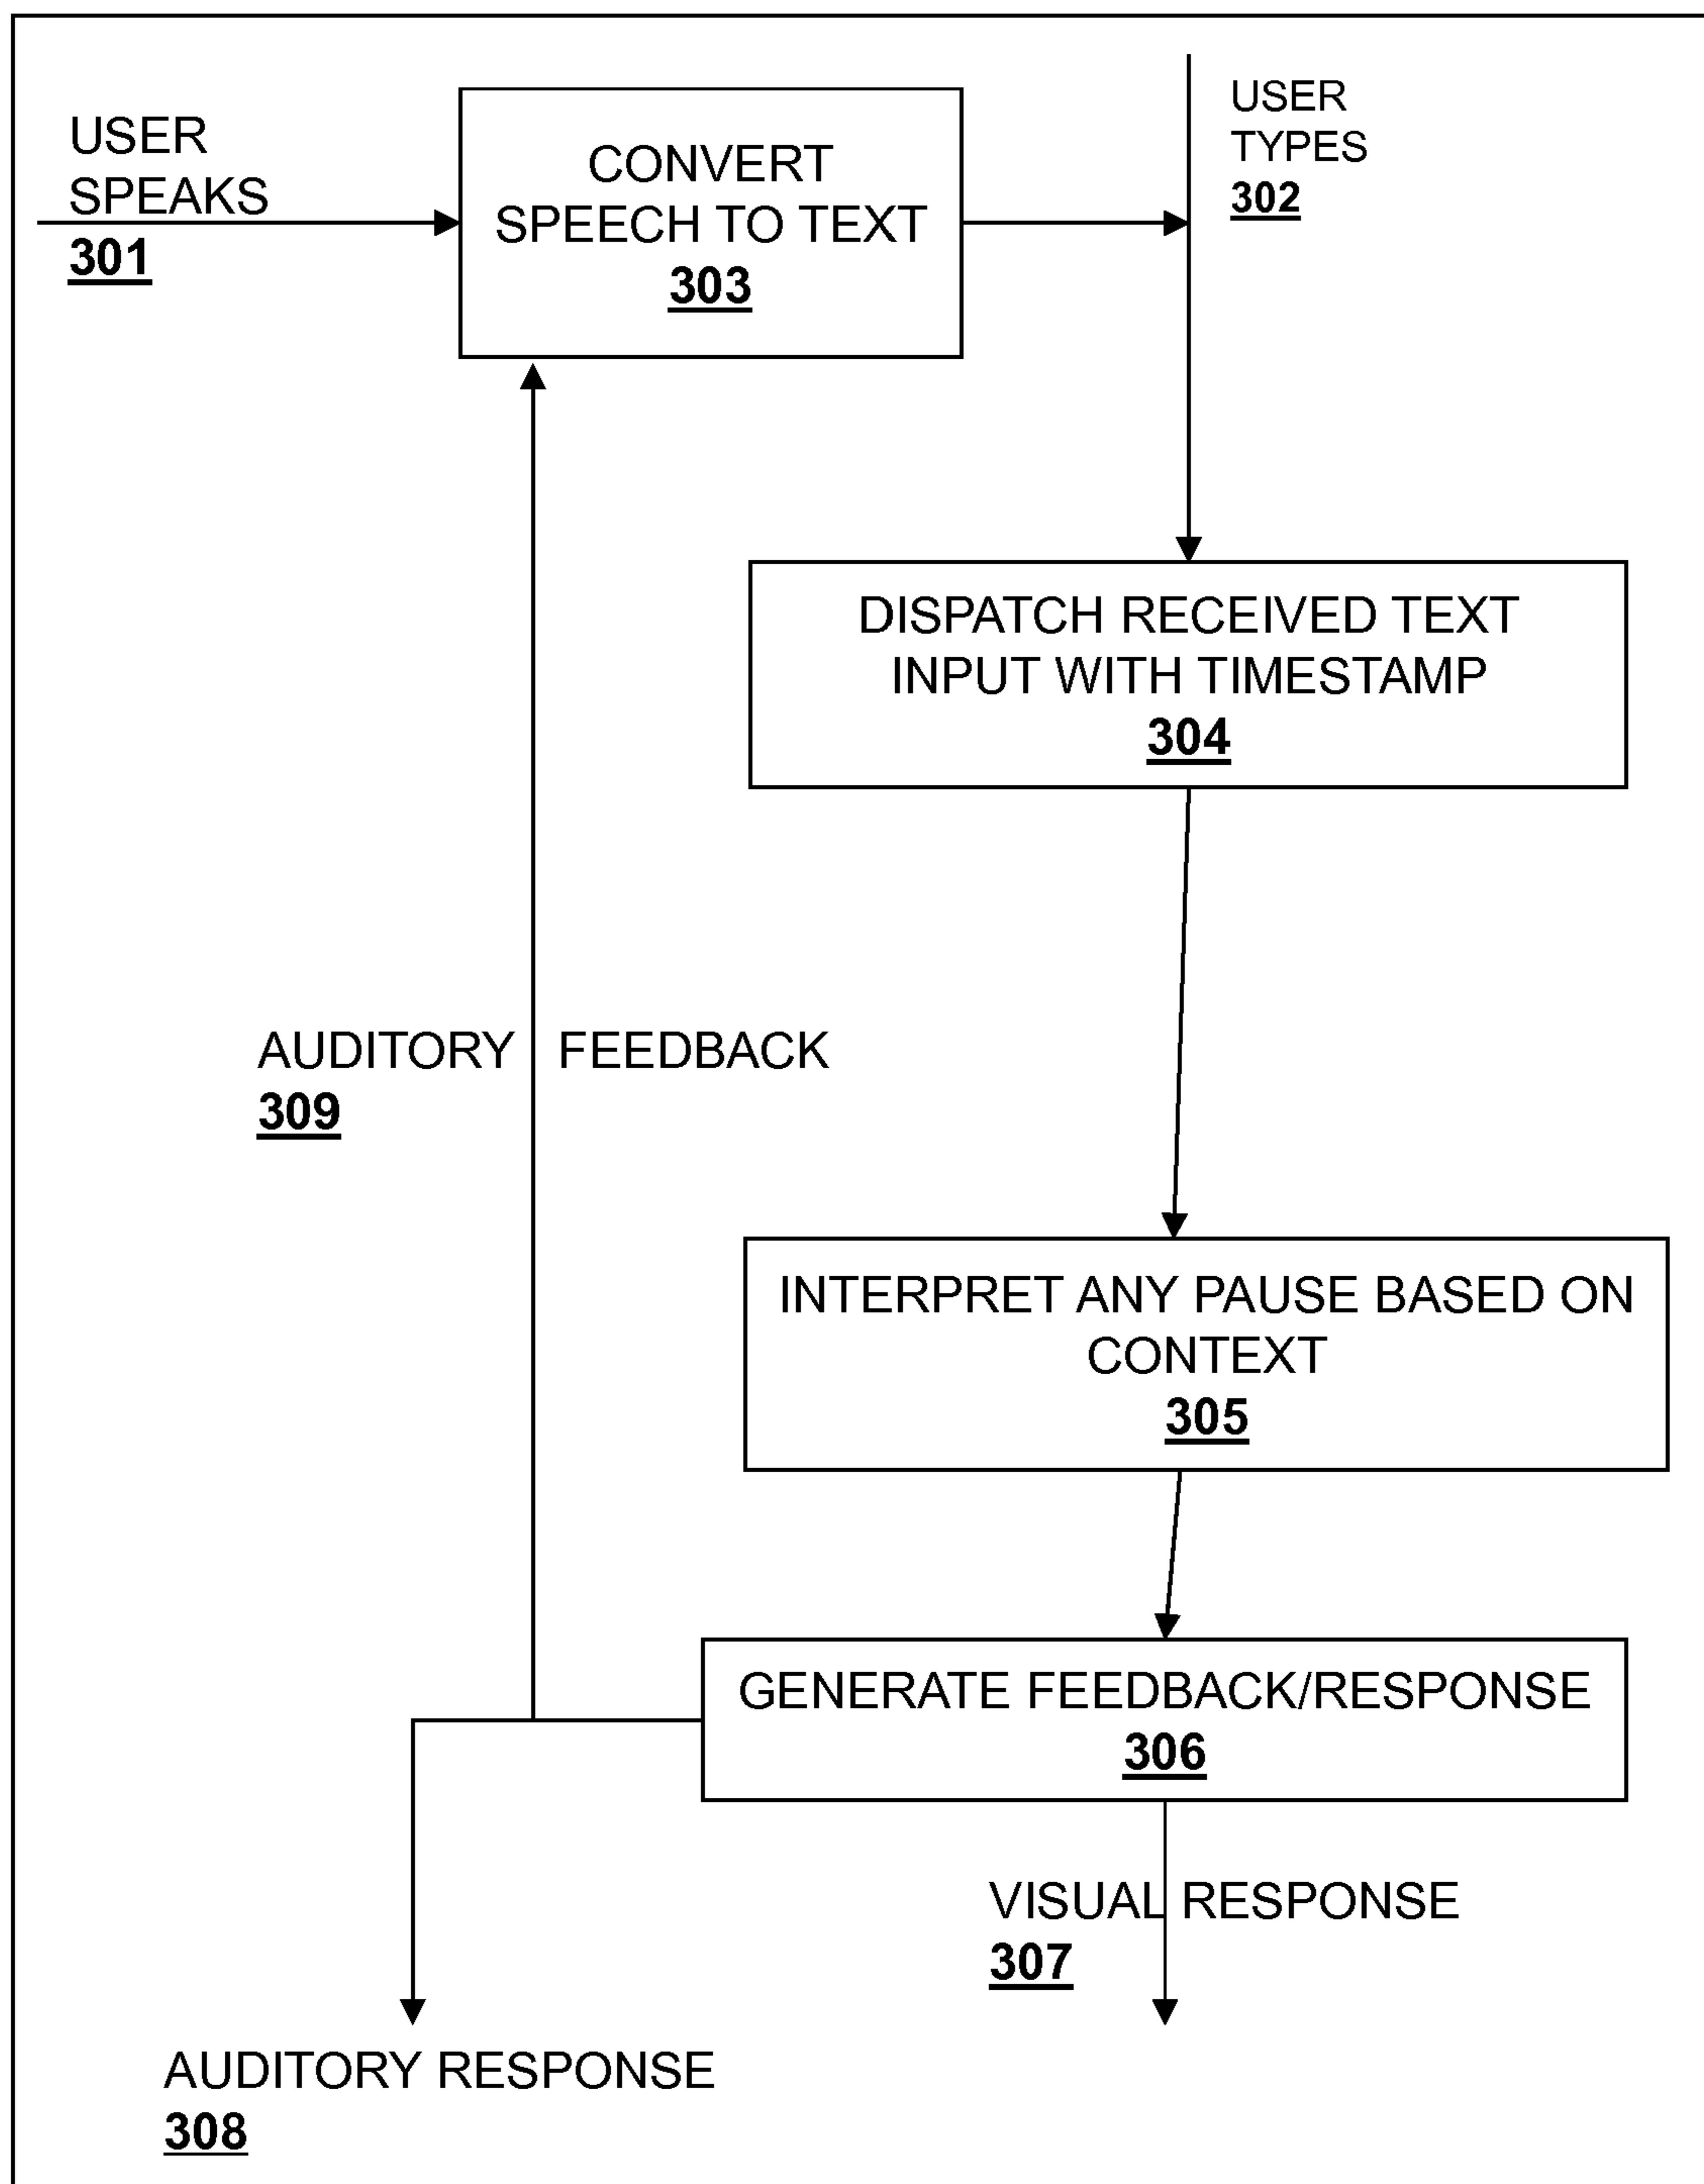 USER
SPEAKS
301
CONVERT
SPEECH TO TEXT
303
USER
TYPES
302
DISPATCH RECEIVED TEXT
INPUT WITH TIMESTAMP
304
AUDITORY FEEDBACK
309
INTERPRET ANY PAUSE BASED ON
CONTEXT
305
GENERATE FEEDBACK/RESPONSE
306
VISUAL RESPONSE
307
AUDITORY RESPONSE
308